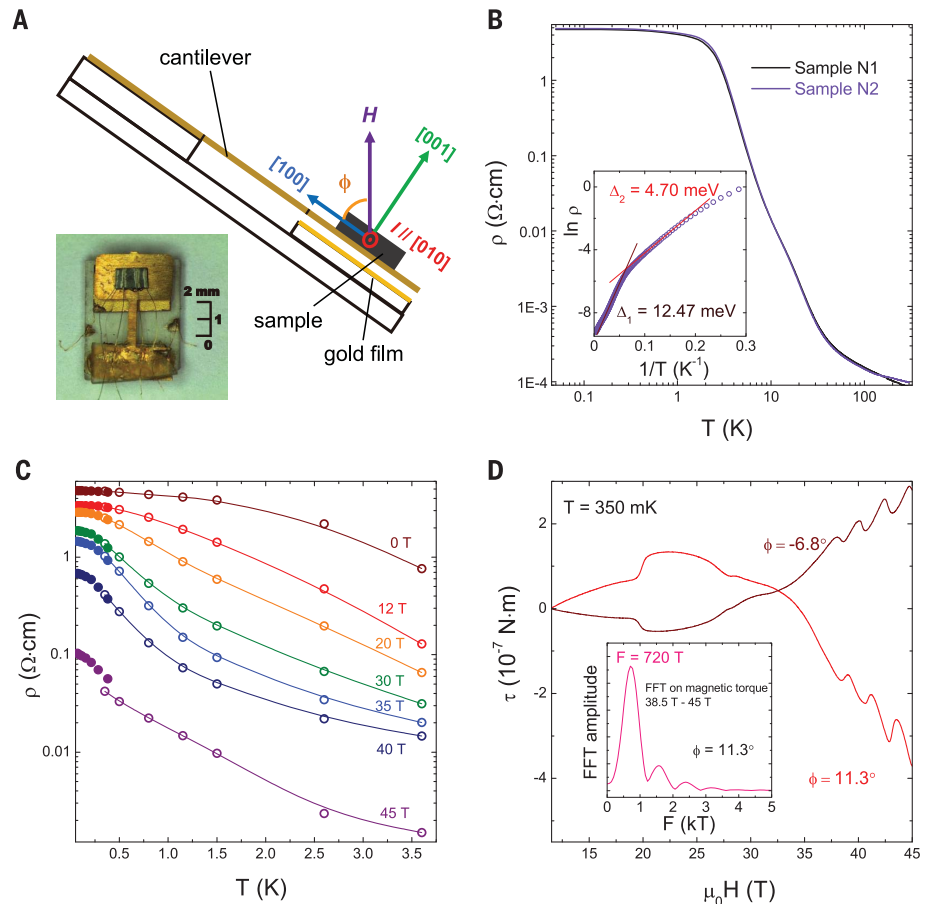 A
cantilever
H
[001]
[100]
ϕ
I // [010]
sample
gold film
2 mm
1
0
B
Sample N1
Sample N2
ρ (Ω·cm)
1
0.1
0.01
1E-3
1E-4
0.1
1
10
100
T (K)
ln ρ
0
-4
-8
Δ2 = 4.70 meV
Δ1 = 12.47 meV
0
0.1
0.2
0.3
1/T (K-1)
C
ρ (Ω·cm)
1
0.1
0.01
0 T
12 T
20 T
30 T
35 T
40 T
45 T
0.5
1.0
1.5
2.0
2.5
3.0
3.5
T (K)
D
T = 350 mK
τ (10-7 N·m)
2
0
-2
-4
ϕ = -6.8°
ϕ = 11.3°
F = 720 T
FFT on magnetic torque
38.5 T - 45 T
ϕ = 11.3°
FFT amplitude
0
1
2
3
4
5
F (kT)
15
20
25
30
35
40
45
μ0H (T)